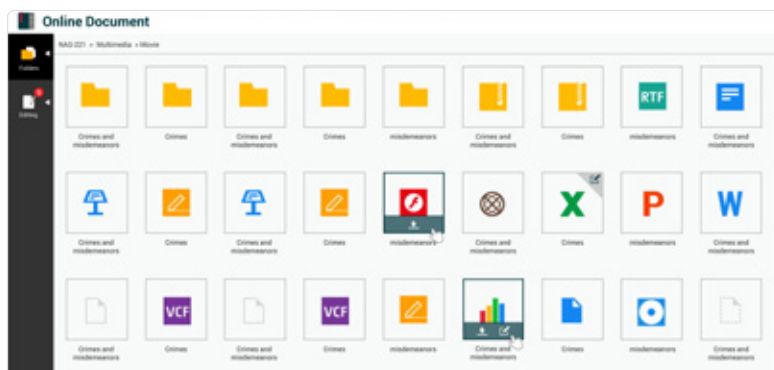 Online Document
NAS-221 > Multimedia > Movie
Folders
Editing
RTF
Crimes and
misdemeanors
Crimes
Crimes and
misdemeanors
Crimes
misdemeanors
Crimes and
misdemeanors
Crimes
misdemeanors
Crimes and
misdemeanors
X
P
W
Crimes and
misdemeanors
Crimes
Crimes and
misdemeanors
Crimes
misdemeanors
Crimes and
misdemeanors
Crimes
misdemeanors
Crimes and
misdemeanors
VCF
VCF
Crimes and
misdemeanors
Crimes
Crimes and
misdemeanors
Crimes
misdemeanors
Crimes and
misdemeanors
Crimes
misdemeanors
Crimes and
misdemeanors